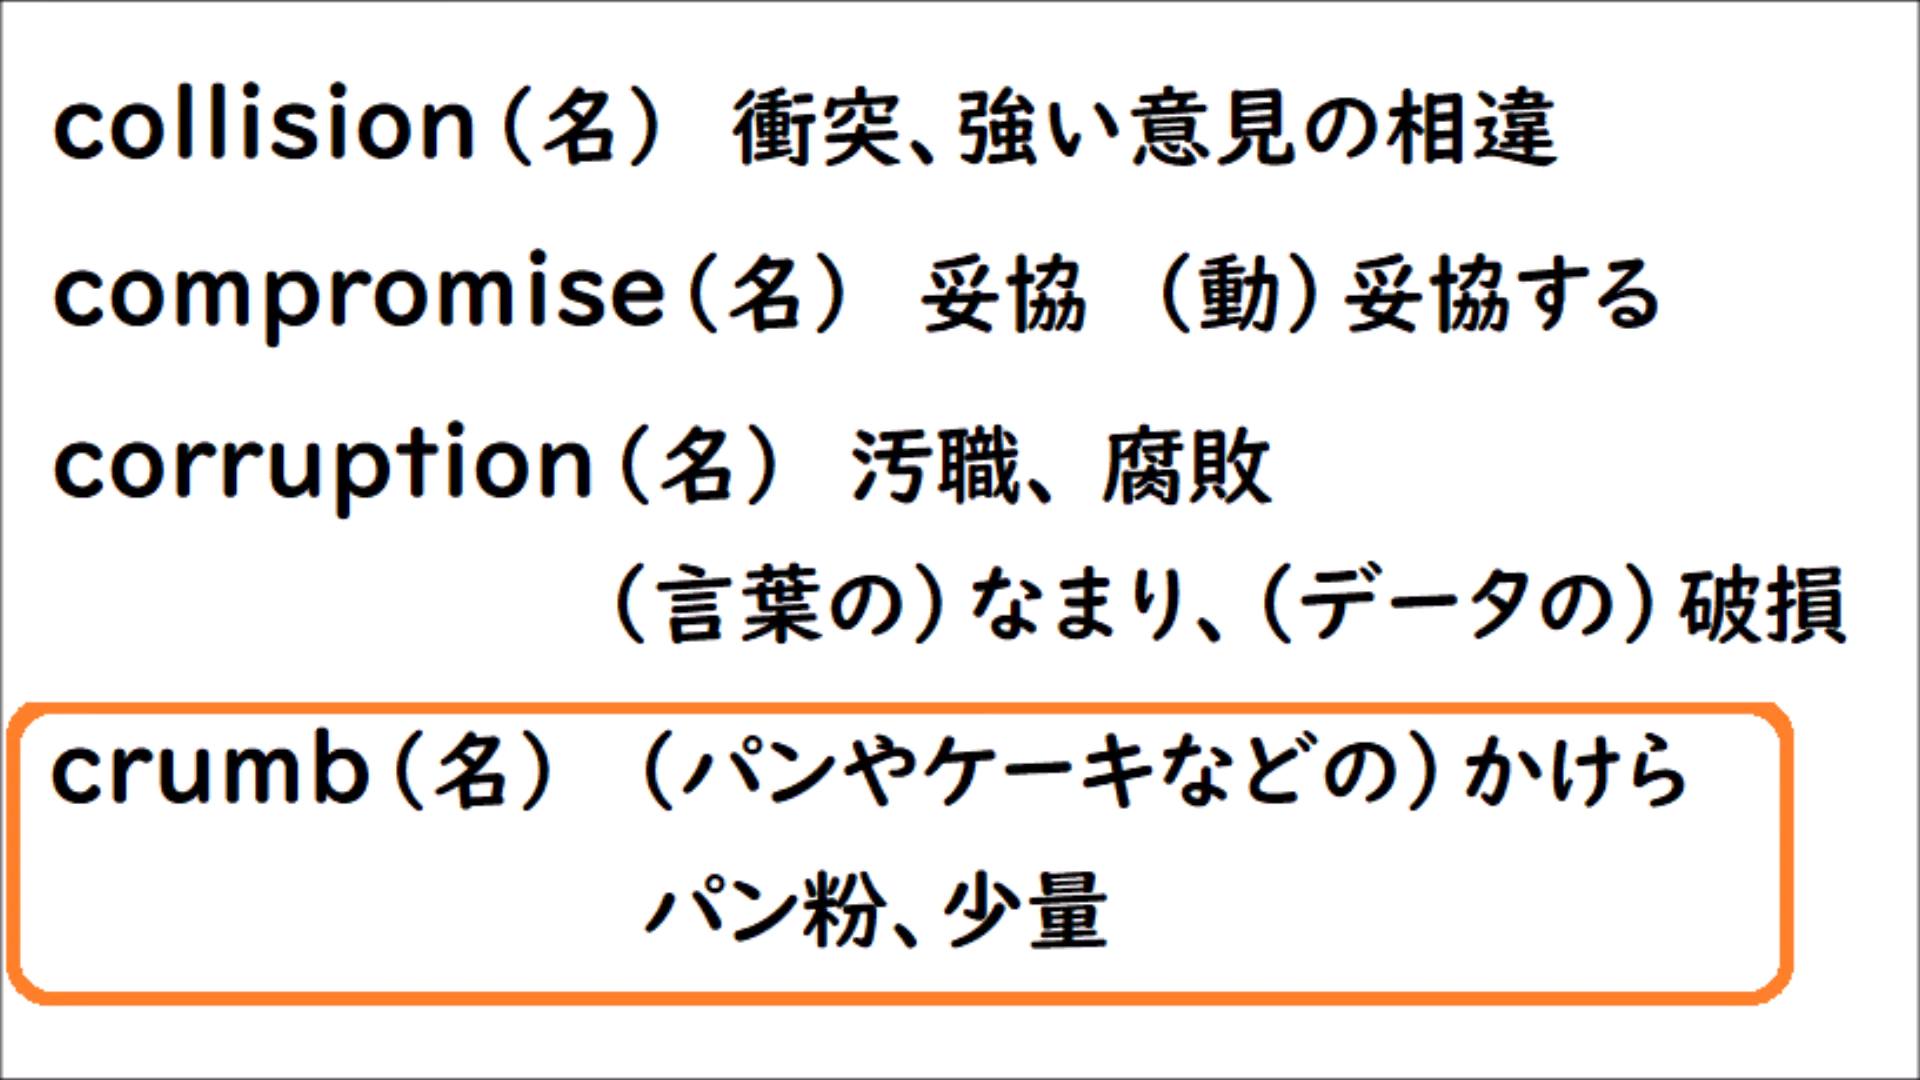 collision（名）　衝突、強い意見の相違
compromise（名）　妥協　（動）妥協する
corruption（名）　汚職、腐敗
（言葉の）なまり、（データの）破損
crumb（名）　（パンやケーキなどの）かけら
パン粉、少量